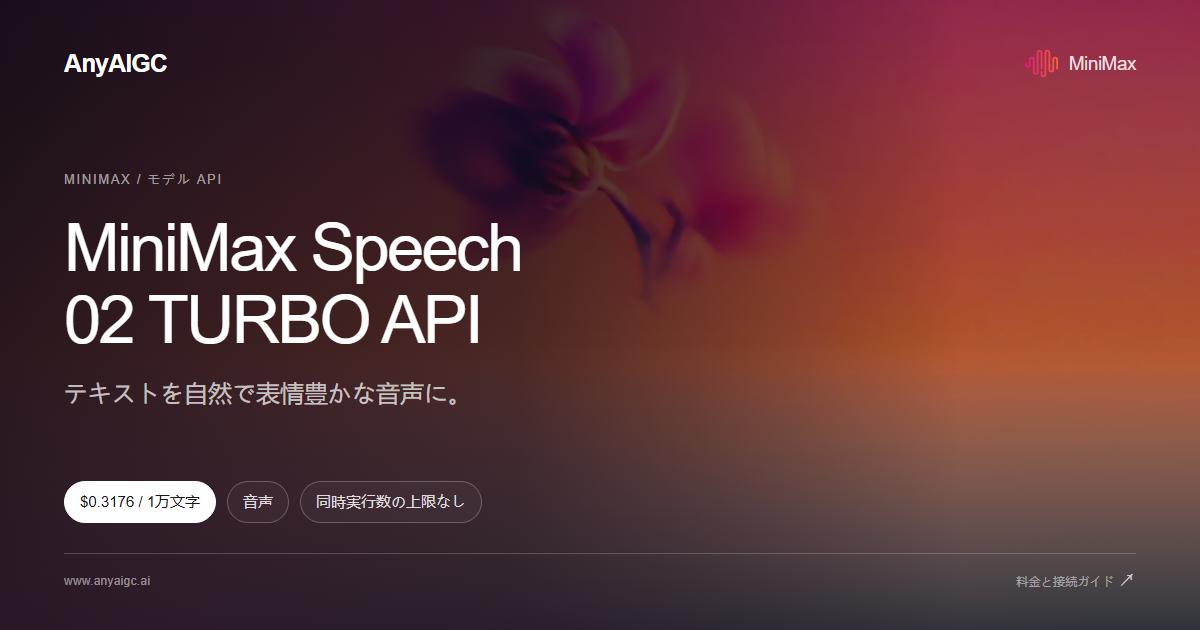 AnyAIGC
MiniMax
MINIMAX / モデル API
MiniMax Speech
02 TURBO API
テキストを自然で表情豊かな音声に。
$0.3176 / 1万文字
音声
同時実行数の上限なし
www.anyaigc.ai
料金と接続ガイド ↗